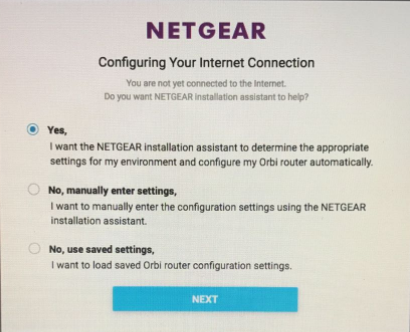 NETGEAR
Configuring Your Internet Connection
You are not yet connected to the Internet.
Do you want NETGEAR installation assistant to help?
Yes,
I want the NETGEAR installation assistant to determine the appropriate
settings for my environment and configure my Orbi router automatically.
No, manually enter settings,
I want to manually enter the configuration settings using the NETGEAR
installation assistant.
No, use saved settings,
I want to load saved Orbi router configuration settings.
NEXT